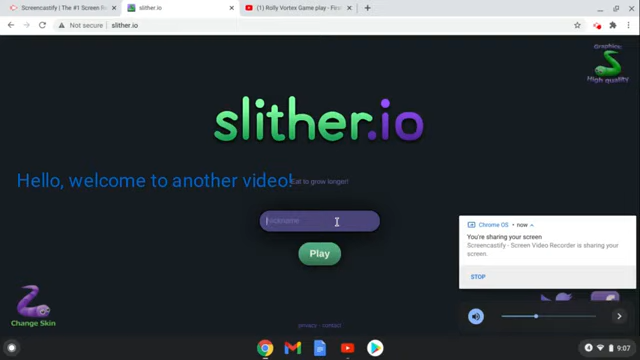 Screencastify | The #1 Screen Re
slither.io
(1) Rolly Vortex Game play - First
Not secure | slither.io
Graphics:
High quality
slither.io
Hello, welcome to another video!
Eat to grow longer!
Nickname
Play
Chrome OS • now
You're sharing your screen
Screencastify - Screen Video Recorder is sharing your
screen.
STOP
Change Skin
privacy - contact
9:07